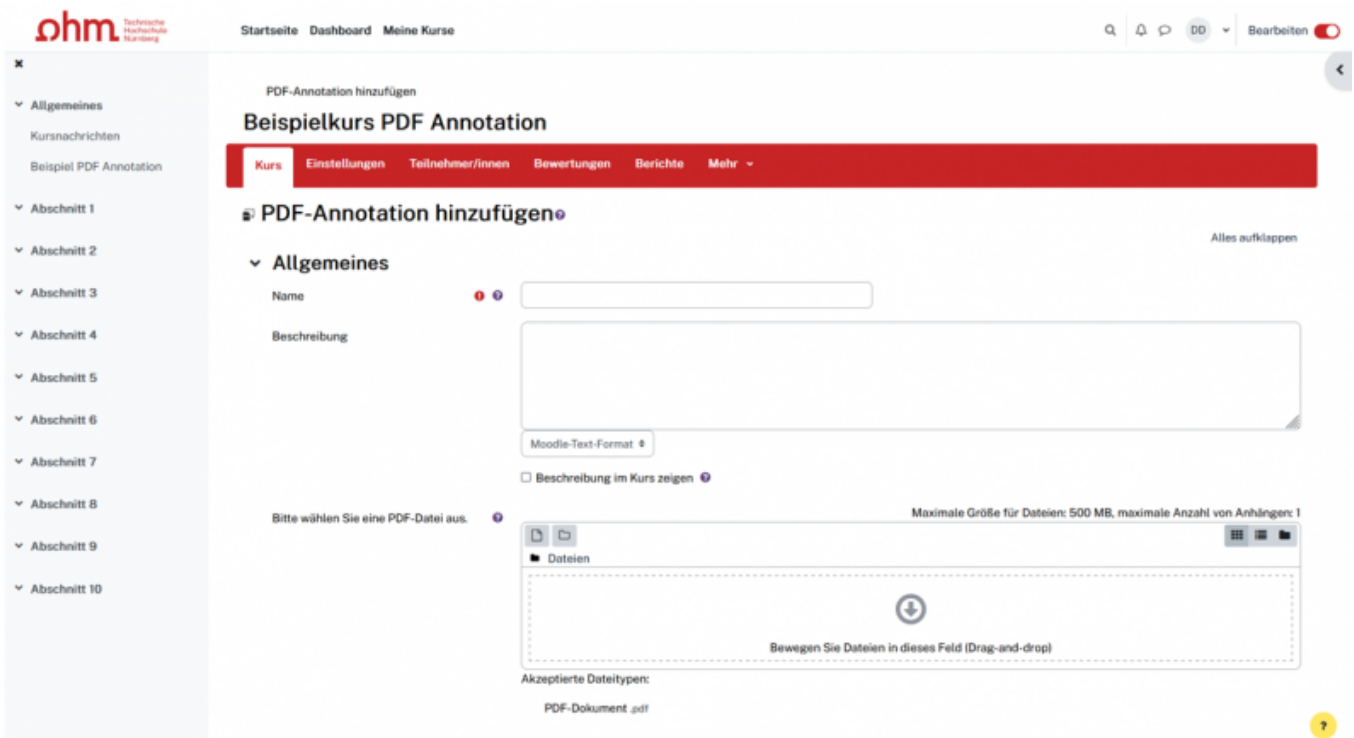 ohm Technische
Hochschule
Nürnberg
Startseite Dashboard Meine Kurse
DD Bearbeiten
Allgemeines
Kursnachrichten
Beispiel PDF Annotation
Abschnitt 1
Abschnitt 2
Abschnitt 3
Abschnitt 4
Abschnitt 5
Abschnitt 6
Abschnitt 7
Abschnitt 8
Abschnitt 9
Abschnitt 10
PDF-Annotation hinzufügen
Beispielkurs PDF Annotation
Kurs Einstellungen Teilnehmer/innen Bewertungen Berichte Mehr
PDF-Annotation hinzufügen
Alles aufklappen
Allgemeines
Name
Beschreibung
Moodle-Text-Format
Beschreibung im Kurs zeigen
Bitte wählen Sie eine PDF-Datei aus.
Maximale Größe für Dateien: 500 MB, maximale Anzahl von Anhängen: 1
Dateien
Bewegen Sie Dateien in dieses Feld (Drag-and-drop)
Akzeptierte Dateitypen:
PDF-Dokument .pdf
?